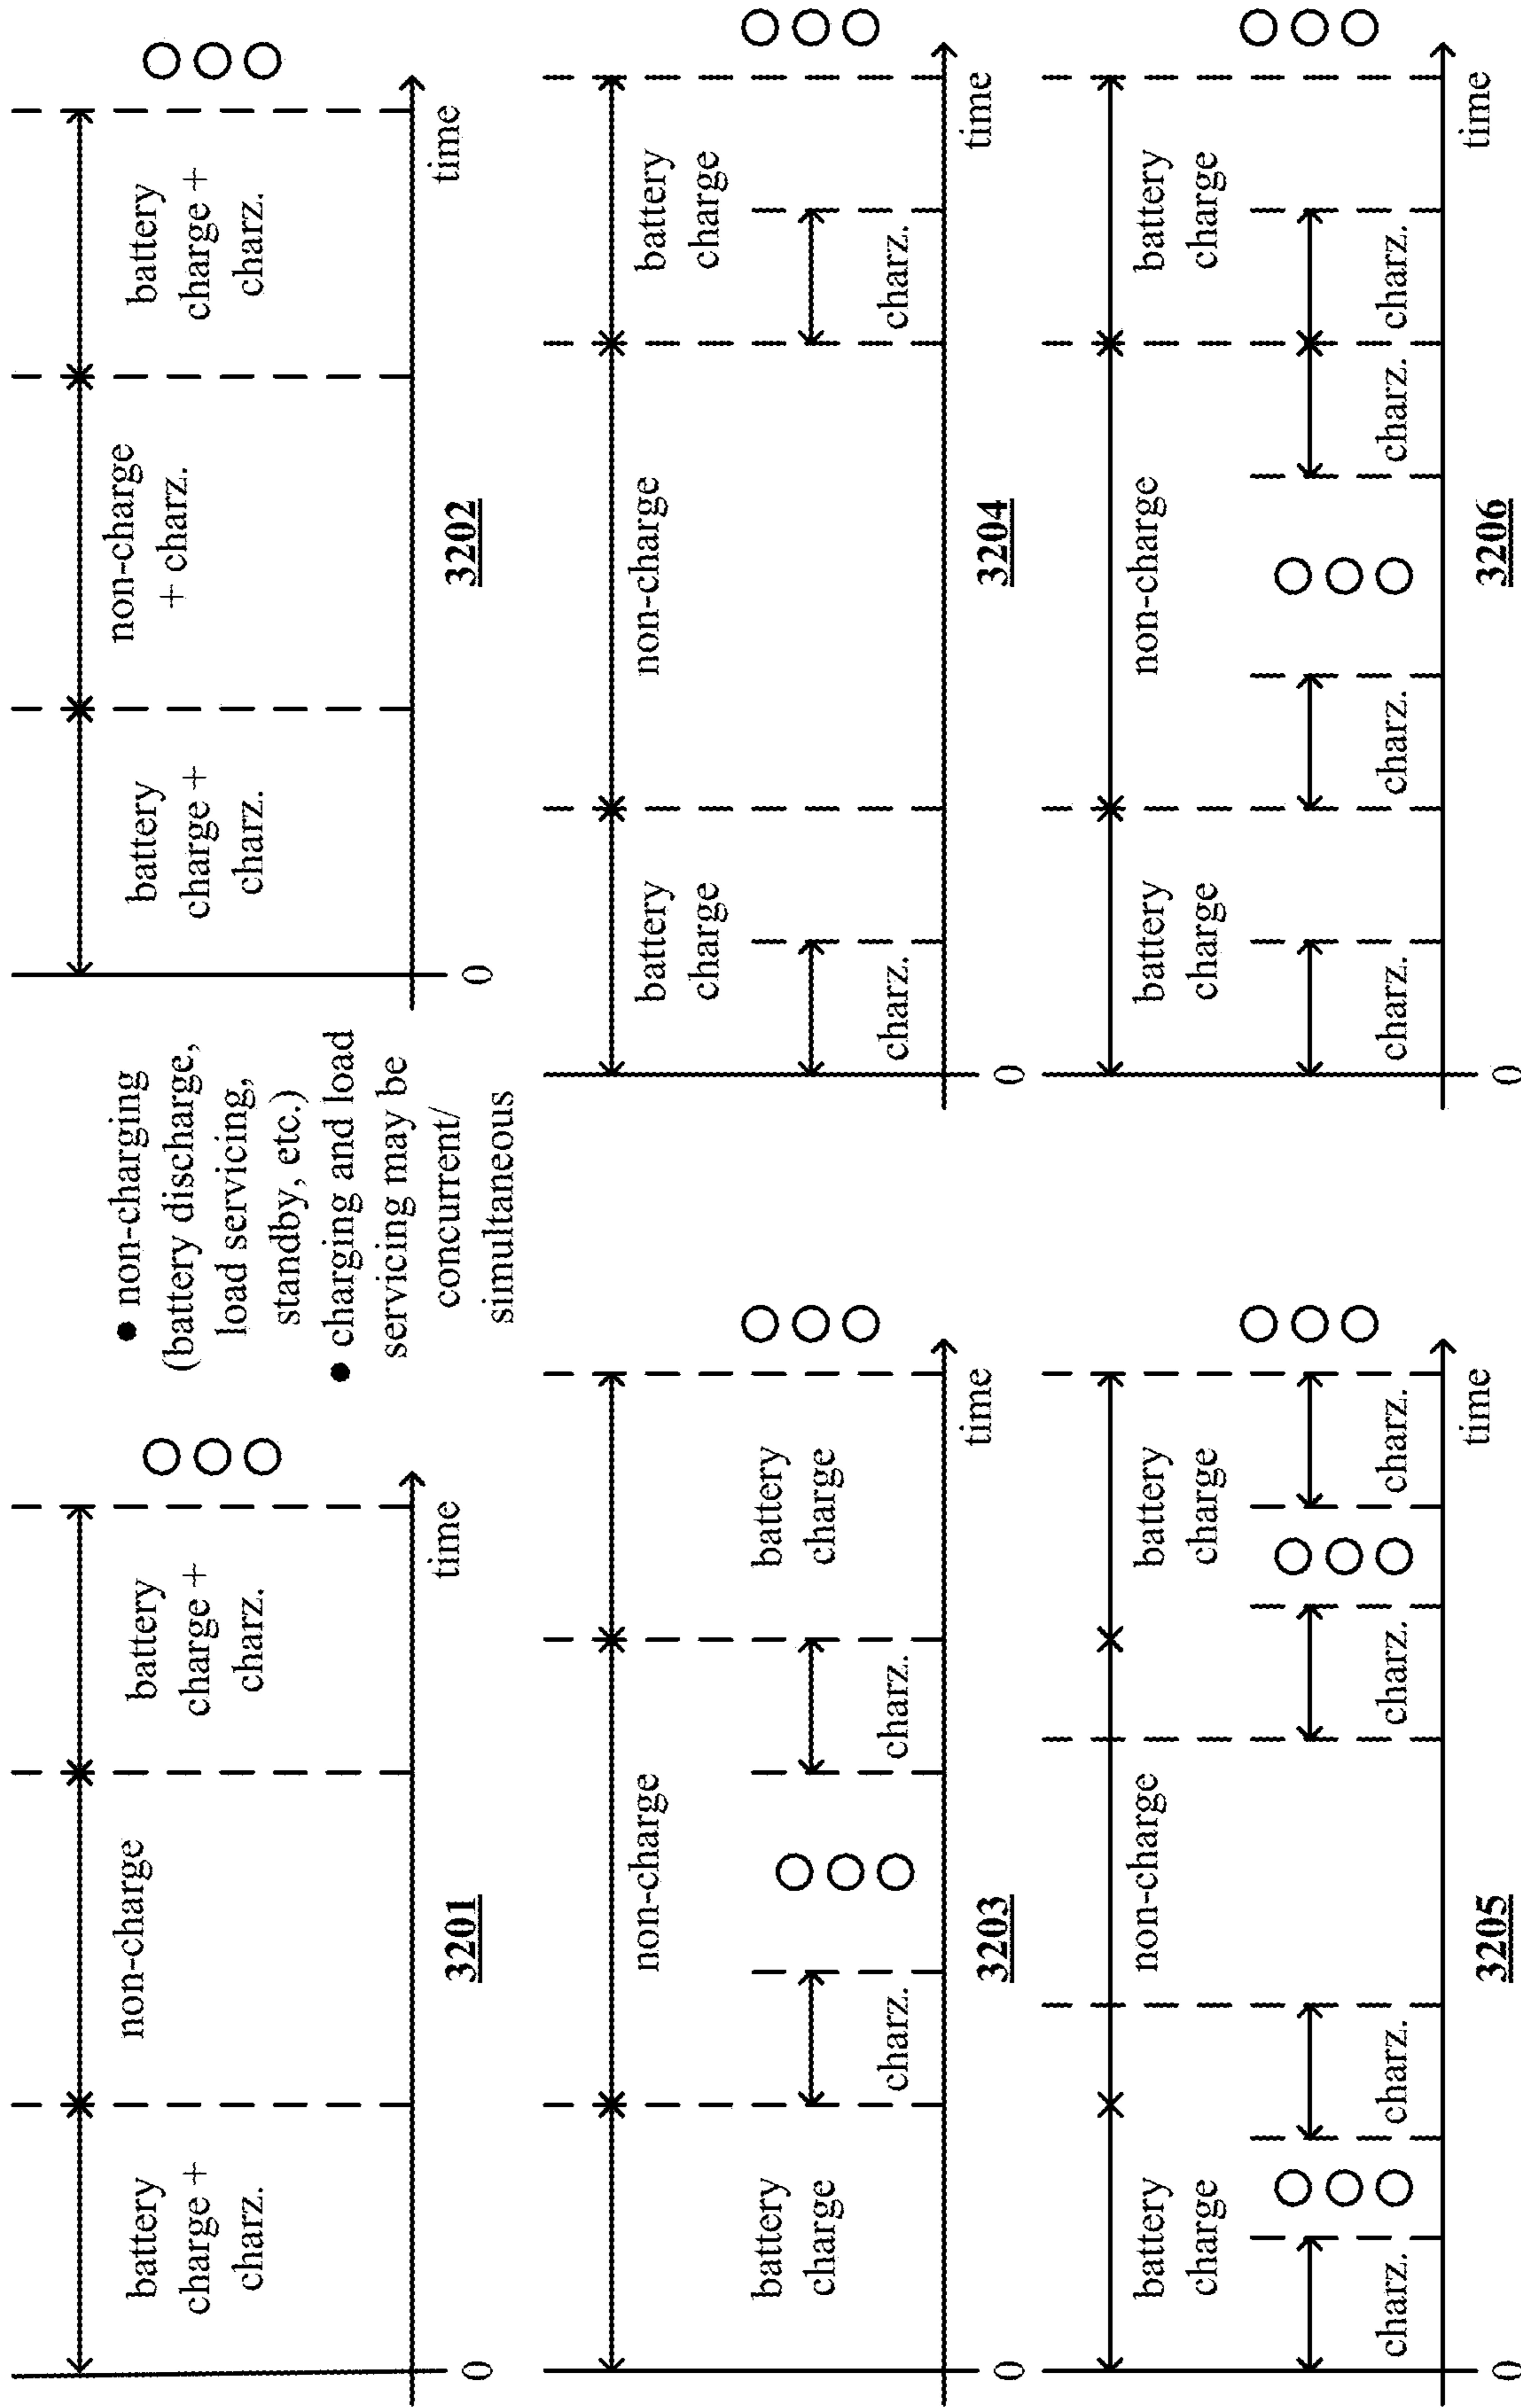 battery
charge +
charz.
non-charge
battery
charge +
charz.
0
time
3201
● non-charging
(battery discharge,
load servicing,
standby, etc.)
● charging and load
servicing may be
concurrent/
simultaneous
battery
charge +
charz.
non-charge
+ charz.
battery
charge +
charz.
0
time
3202
battery
charge
non-charge
charz.
charz.
battery
charge
0
time
3203
battery
charge
charz.
non-charge
battery
charge
charz.
0
time
3204
battery
charge
charz.
charz.
non-charge
battery
charge
charz.
charz.
0
time
3205
battery
charge
charz.
non-charge
charz.
charz.
battery
charge
charz.
0
time
3206